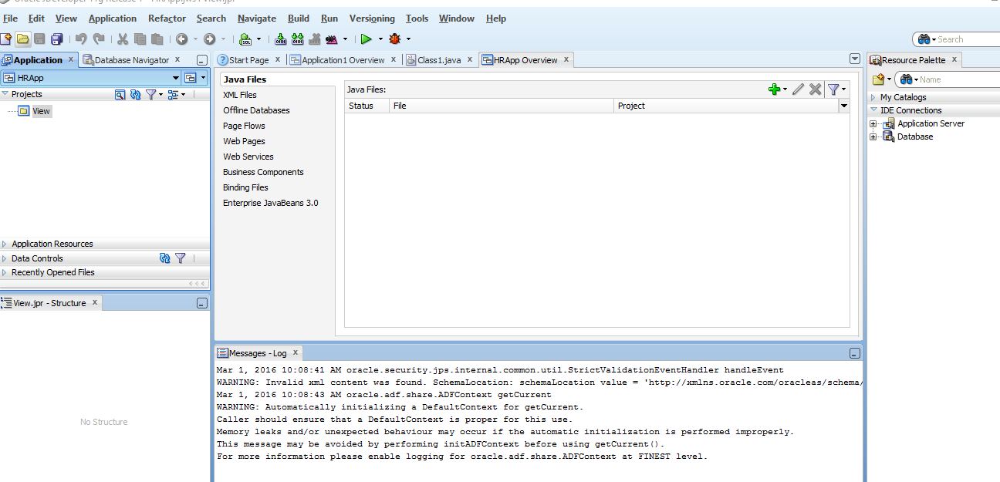 Oracle JDeveloper 11g Release 1 - HRApp.jws : View.jpr
File Edit View Application Refactor Search Navigate Build Run Versioning Tools Window Help
Search
Application Database Navigator
Start Page Application1 Overview Class1.java HRApp Overview
Resource Palette
HRApp
Name
Projects
View
Java Files
XML Files
Offline Databases
Page Flows
Web Pages
Web Services
Business Components
Binding Files
Enterprise JavaBeans 3.0
Java Files:
Status File Project
My Catalogs
IDE Connections
Application Server
Database
Application Resources
Data Controls
Recently Opened Files
View.jpr - Structure
No Structure
Messages - Log
Mar 1, 2016 10:08:41 AM oracle.security.jps.internal.common.util.StrictValidationEventHandler handleEvent
WARNING: Invalid xml content was found. SchemaLocation: schemaLocation value = 'http://xmlns.oracle.com/oracleas/schema/
Mar 1, 2016 10:08:43 AM oracle.adf.share.ADFContext getCurrent
WARNING: Automatically initializing a DefaultContext for getCurrent.
Caller should ensure that a DefaultContext is proper for this use.
Memory leaks and/or unexpected behaviour may occur if the automatic initialization is performed improperly.
This message may be avoided by performing initADFContext before using getCurrent().
For more information please enable logging for oracle.adf.share.ADFContext at FINEST level.